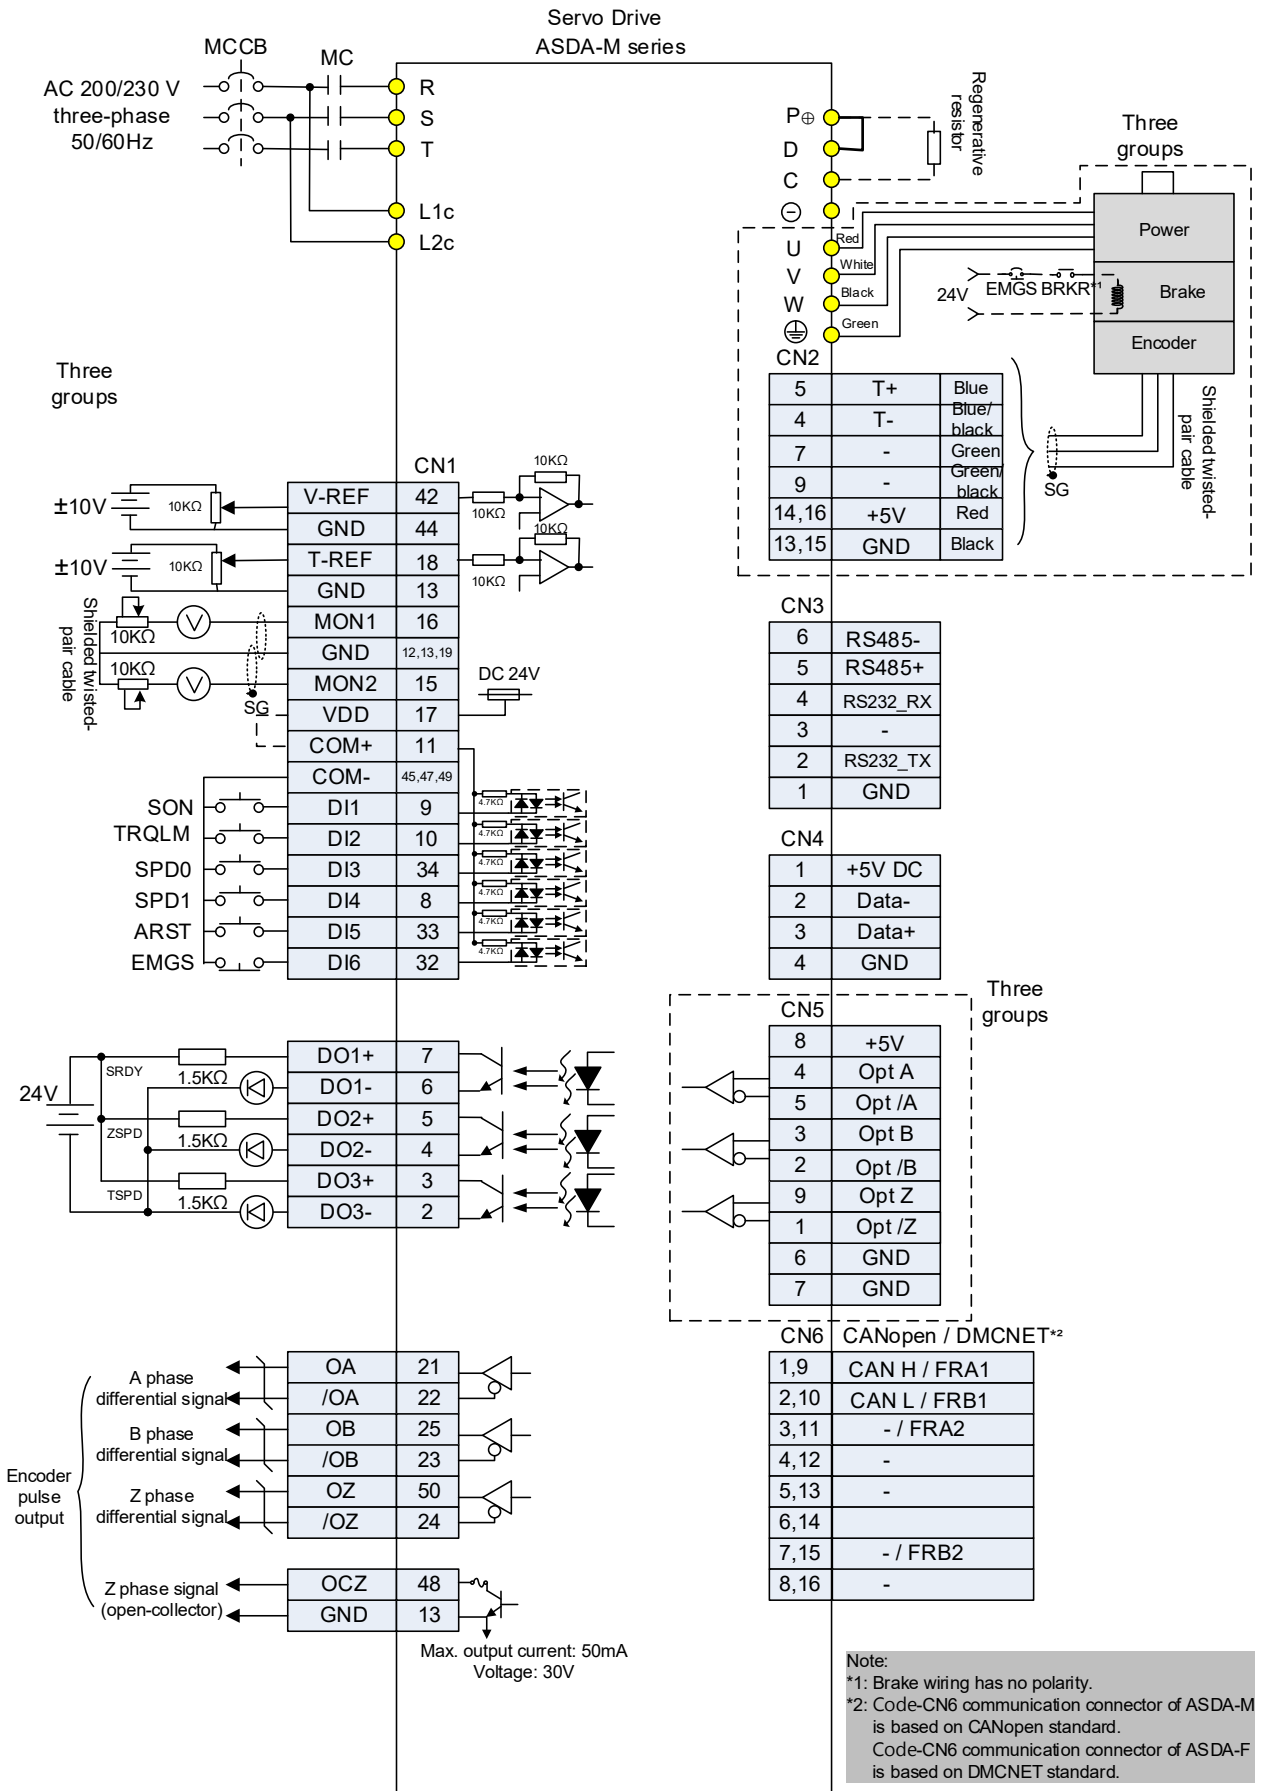 Servo Drive
ASDA-M series
MCCB
MC
AC 200/230 V
three-phase
50/60Hz
R
S
T
L1c
L2c
P⊕
D
C
⊖
U
V
W
Regenerative
resistor
Three
groups
Red
White
Black
Green
24V
EMGS BRKR*1
Power
Brake
Encoder
Shielded twisted-
pair cable
SG
CN2
5 T+ Blue
4 T- Blue/
black
7 - Green
9 - Green/
black
14,16 +5V Red
13,15 GND Black
Three
groups
CN1
±10V 10KΩ V-REF 42 10KΩ 10KΩ
GND 44
±10V 10KΩ T-REF 18 10KΩ 10KΩ
GND 13
Shielded twisted-
pair cable
10KΩ V MON1 16
GND 12,13,19
10KΩ V MON2 15
SG
DC 24V
VDD 17
COM+ 11
COM- 45,47,49
SON DI1 9 4.7KΩ
TRQLM DI2 10 4.7KΩ
SPD0 DI3 34 4.7KΩ
SPD1 DI4 8 4.7KΩ
ARST DI5 33 4.7KΩ
EMGS DI6 32 4.7KΩ
CN3
6 RS485-
5 RS485+
4 RS232_RX
3 -
2 RS232_TX
1 GND
CN4
1 +5V DC
2 Data-
3 Data+
4 GND
24V
SRDY 1.5KΩ
ZSPD 1.5KΩ
TSPD 1.5KΩ
DO1+ 7
DO1- 6
DO2+ 5
DO2- 4
DO3+ 3
DO3- 2
Three
groups
CN5
8 +5V
4 Opt A
5 Opt /A
3 Opt B
2 Opt /B
9 Opt Z
1 Opt /Z
6 GND
7 GND
Encoder
pulse
output
A phase
differential signal
B phase
differential signal
Z phase
differential signal
Z phase signal
(open-collector)
OA 21
/OA 22
OB 25
/OB 23
OZ 50
/OZ 24
OCZ 48
GND 13
Max. output current: 50mA
Voltage: 30V
CN6 CANopen / DMCNET*2
1,9 CAN H / FRA1
2,10 CAN L / FRB1
3,11 - / FRA2
4,12 -
5,13 -
6,14
7,15 - / FRB2
8,16 -
Note:
*1: Brake wiring has no polarity.
*2: Code-CN6 communication connector of ASDA-M
is based on CANopen standard.
Code-CN6 communication connector of ASDA-F
is based on DMCNET standard.